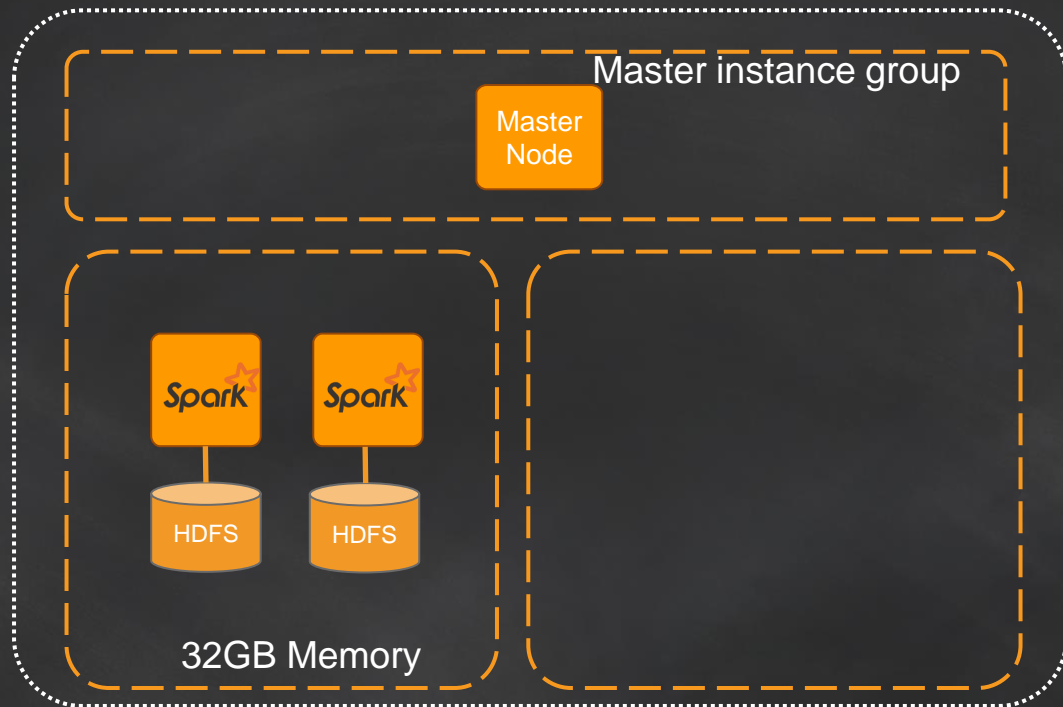 Master instance group
Master
Node
Spark
Spark
HDFS
HDFS
32GB Memory